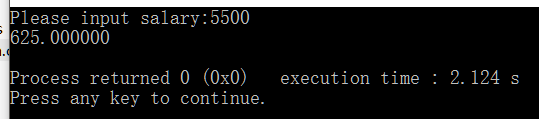 Please input salary:5500
625.000000
Process returned 0 (0x0)   execution time : 2.124 s
Press any key to continue.